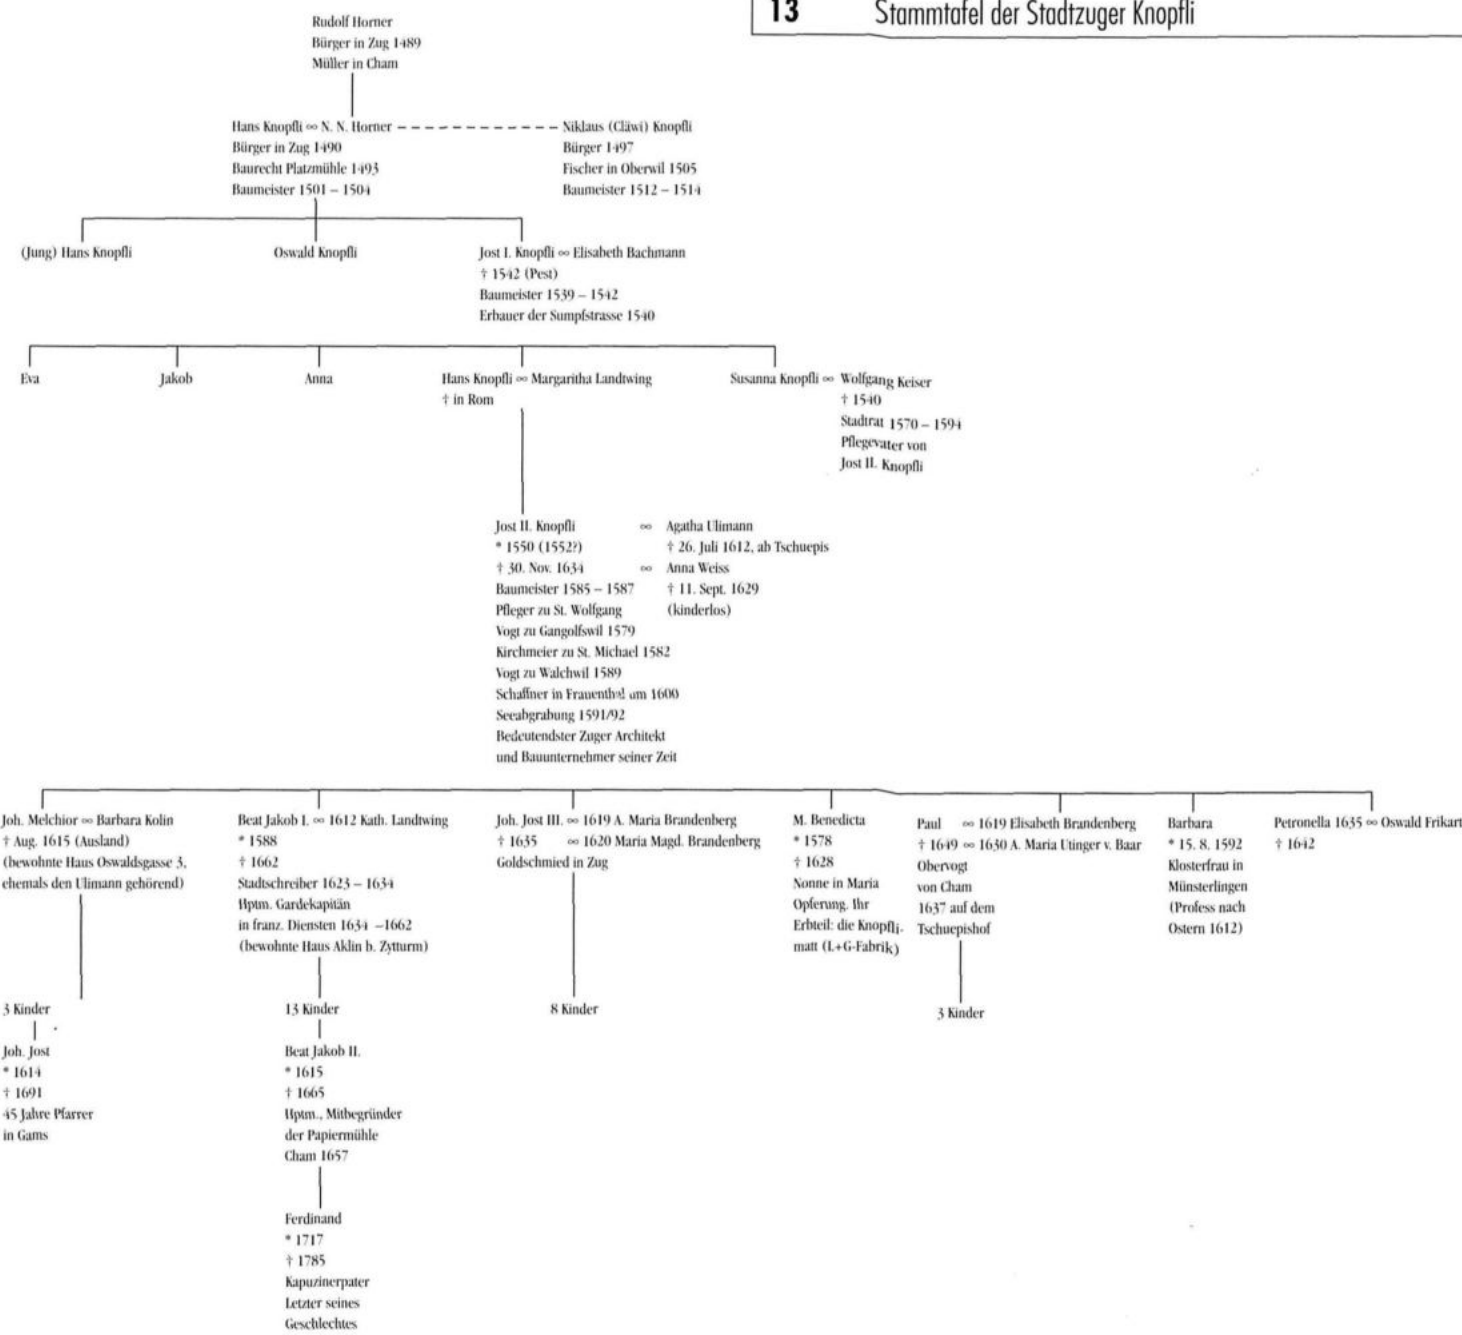 13 Stammtafel der Stadtzuger Knopfli
Rudolf Horner
Bürger in Zug 1489
Müller in Cham
Hans Knopfli ∞ N. N. Horner
Bürger in Zug 1490
Baurecht Platzmühle 1493
Baumeister 1501 – 1504
Niklaus (Cläwi) Knopfli
Bürger 1497
Fischer in Oberwil 1505
Baumeister 1512 – 1514
(Jung) Hans Knopfli
Oswald Knopfli
Jost I. Knopfli ∞ Elisabeth Bachmann
† 1542 (Pest)
Baumeister 1539 – 1542
Erbauer der Sumpfstrasse 1540
Eva
Jakob
Anna
Hans Knopfli ∞ Margaritha Landtwing
† in Rom
Susanna Knopfli ∞ Wolfgang Keiser
† 1540
Stadtrat 1570 – 1594
Pflegevater von
Jost II. Knopfli
Jost II. Knopfli ∞ Agatha Ulimann
* 1550 (1552?) † 26. Juli 1612, ab Tschuepis
† 30. Nov. 1634 ∞ Anna Weiss
Baumeister 1585 – 1587 † 11. Sept. 1629
Pfleger zu St. Wolfgang (kinderlos)
Vogt zu Gangolfswil 1579
Kirchmeier zu St. Michael 1582
Vogt zu Walchwil 1589
Schaffner in Frauenthal um 1600
Seeabgrabung 1591/92
Bedeutendster Zuger Architekt
und Bauunternehmer seiner Zeit
Joh. Melchior ∞ Barbara Kolin
† Aug. 1615 (Ausland)
(bewohnte Haus Oswaldsgasse 3,
ehemals den Ulimann gehörend)
3 Kinder
Joh. Jost
* 1614
† 1691
45 Jahre Pfarrer
in Gams
Beat Jakob I. ∞ 1612 Kath. Landtwing
* 1588
† 1662
Stadtschreiber 1623 – 1634
Hptm. Gardekapitän
in franz. Diensten 1634 –1662
(bewohnte Haus Aklin b. Zytturm)
13 Kinder
Beat Jakob II.
* 1615
† 1665
Hptm., Mitbegründer
der Papiermühle
Cham 1657
Ferdinand
* 1717
† 1785
Kapuzinerpater
Letzter seines
Geschlechtes
Joh. Jost III. ∞ 1619 A. Maria Brandenberg
† 1635 ∞ 1620 Maria Magd. Brandenberg
Goldschmied in Zug
8 Kinder
M. Benedicta
* 1578
† 1628
Nonne in Maria
Opferung. Ihr
Erbteil: die Knopfli-
matt (L+G-Fabrik)
Paul ∞ 1619 Elisabeth Brandenberg
† 1649 ∞ 1630 A. Maria Utinger v. Baar
Obervogt
von Cham
1637 auf dem
Tschuepishof
3 Kinder
Barbara
* 15. 8. 1592
Klosterfrau in
Münsterlingen
(Profess nach
Ostern 1612)
Petronella 1635 ∞ Oswald Frikart
† 1642